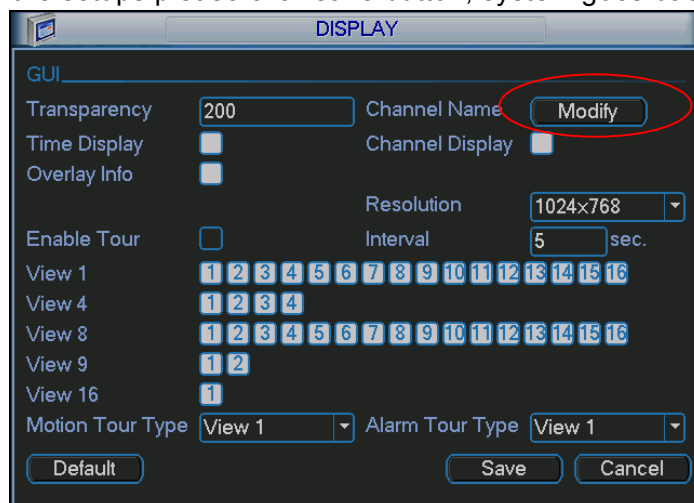 DISPLAY
GUI
Transparency 200 Channel Name Modify
Time Display Channel Display
Overlay Info
Resolution 1024×768
Enable Tour Interval 5 sec.
View 1 1 2 3 4 5 6 7 8 9 10 11 12 13 14 15 16
View 4 1 2 3 4
View 8 1 2 3 4 5 6 7 8 9 10 11 12 13 14 15 16
View 9 1 2
View 16 1
Motion Tour Type View 1 Alarm Tour Type View 1
Default Save Cancel